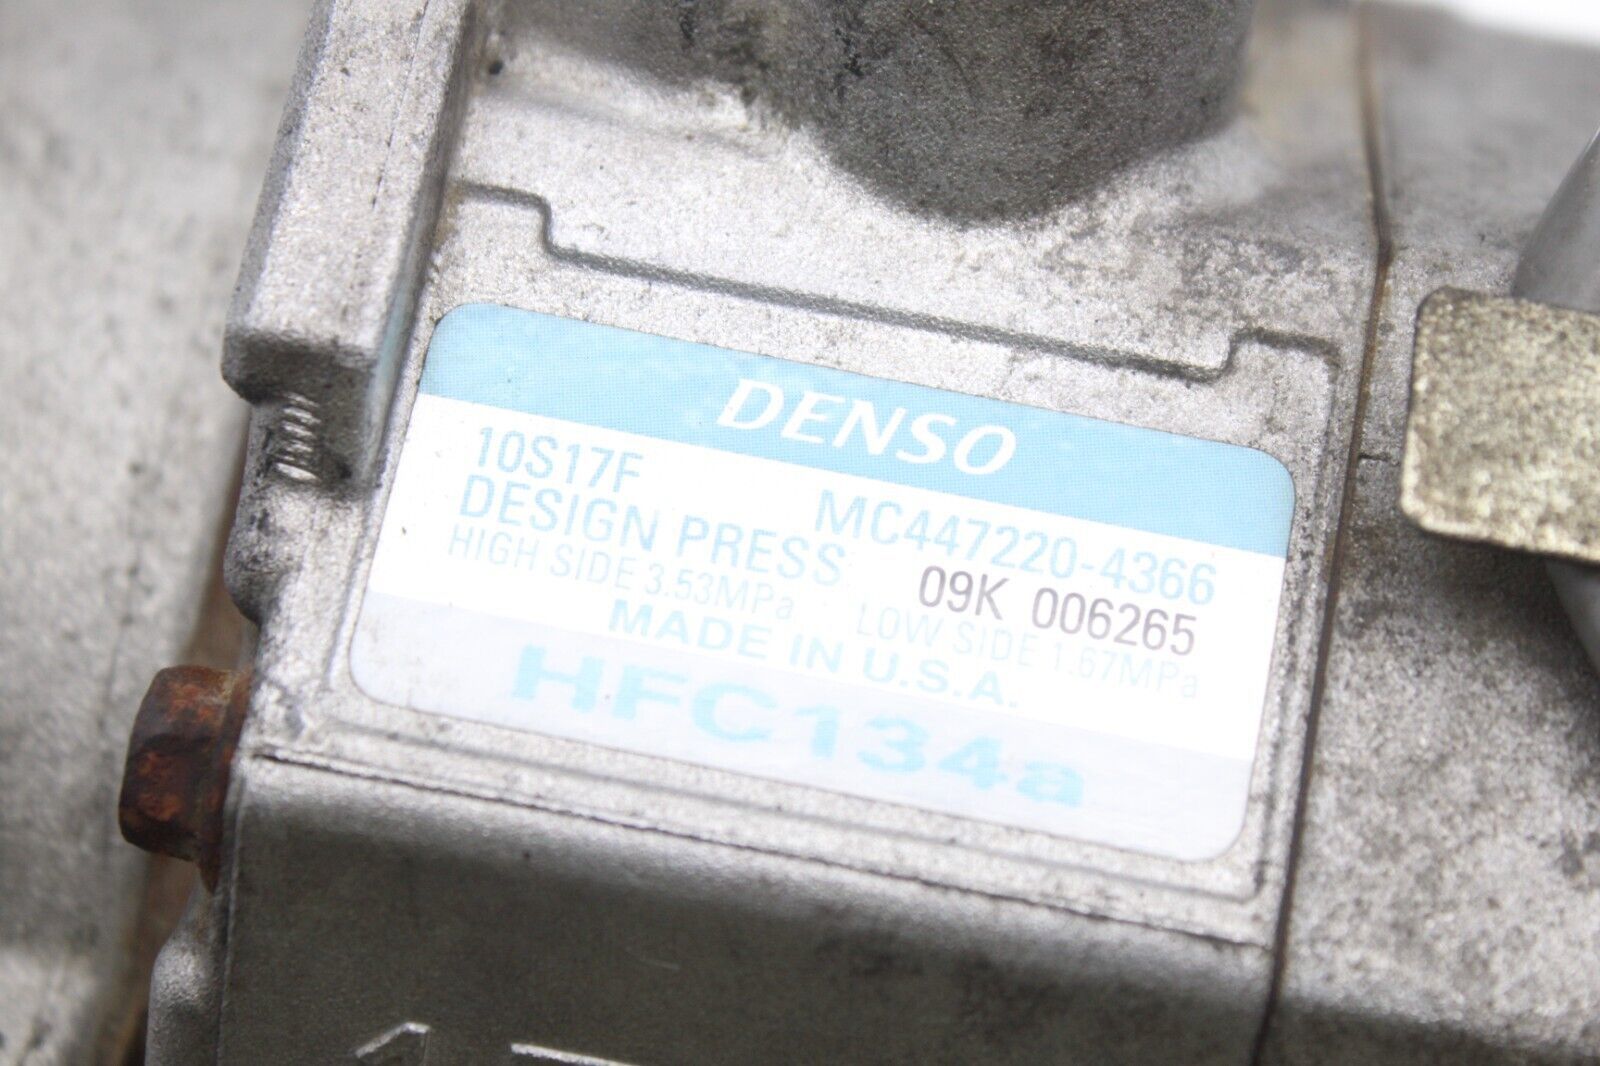 DENSO
10S17F MC447220-4366
DESIGN PRESS 09K 006265
HIGH SIDE 3.53MPa LOW SIDE 1.67MPa
MADE IN U.S.A.
HFC134a